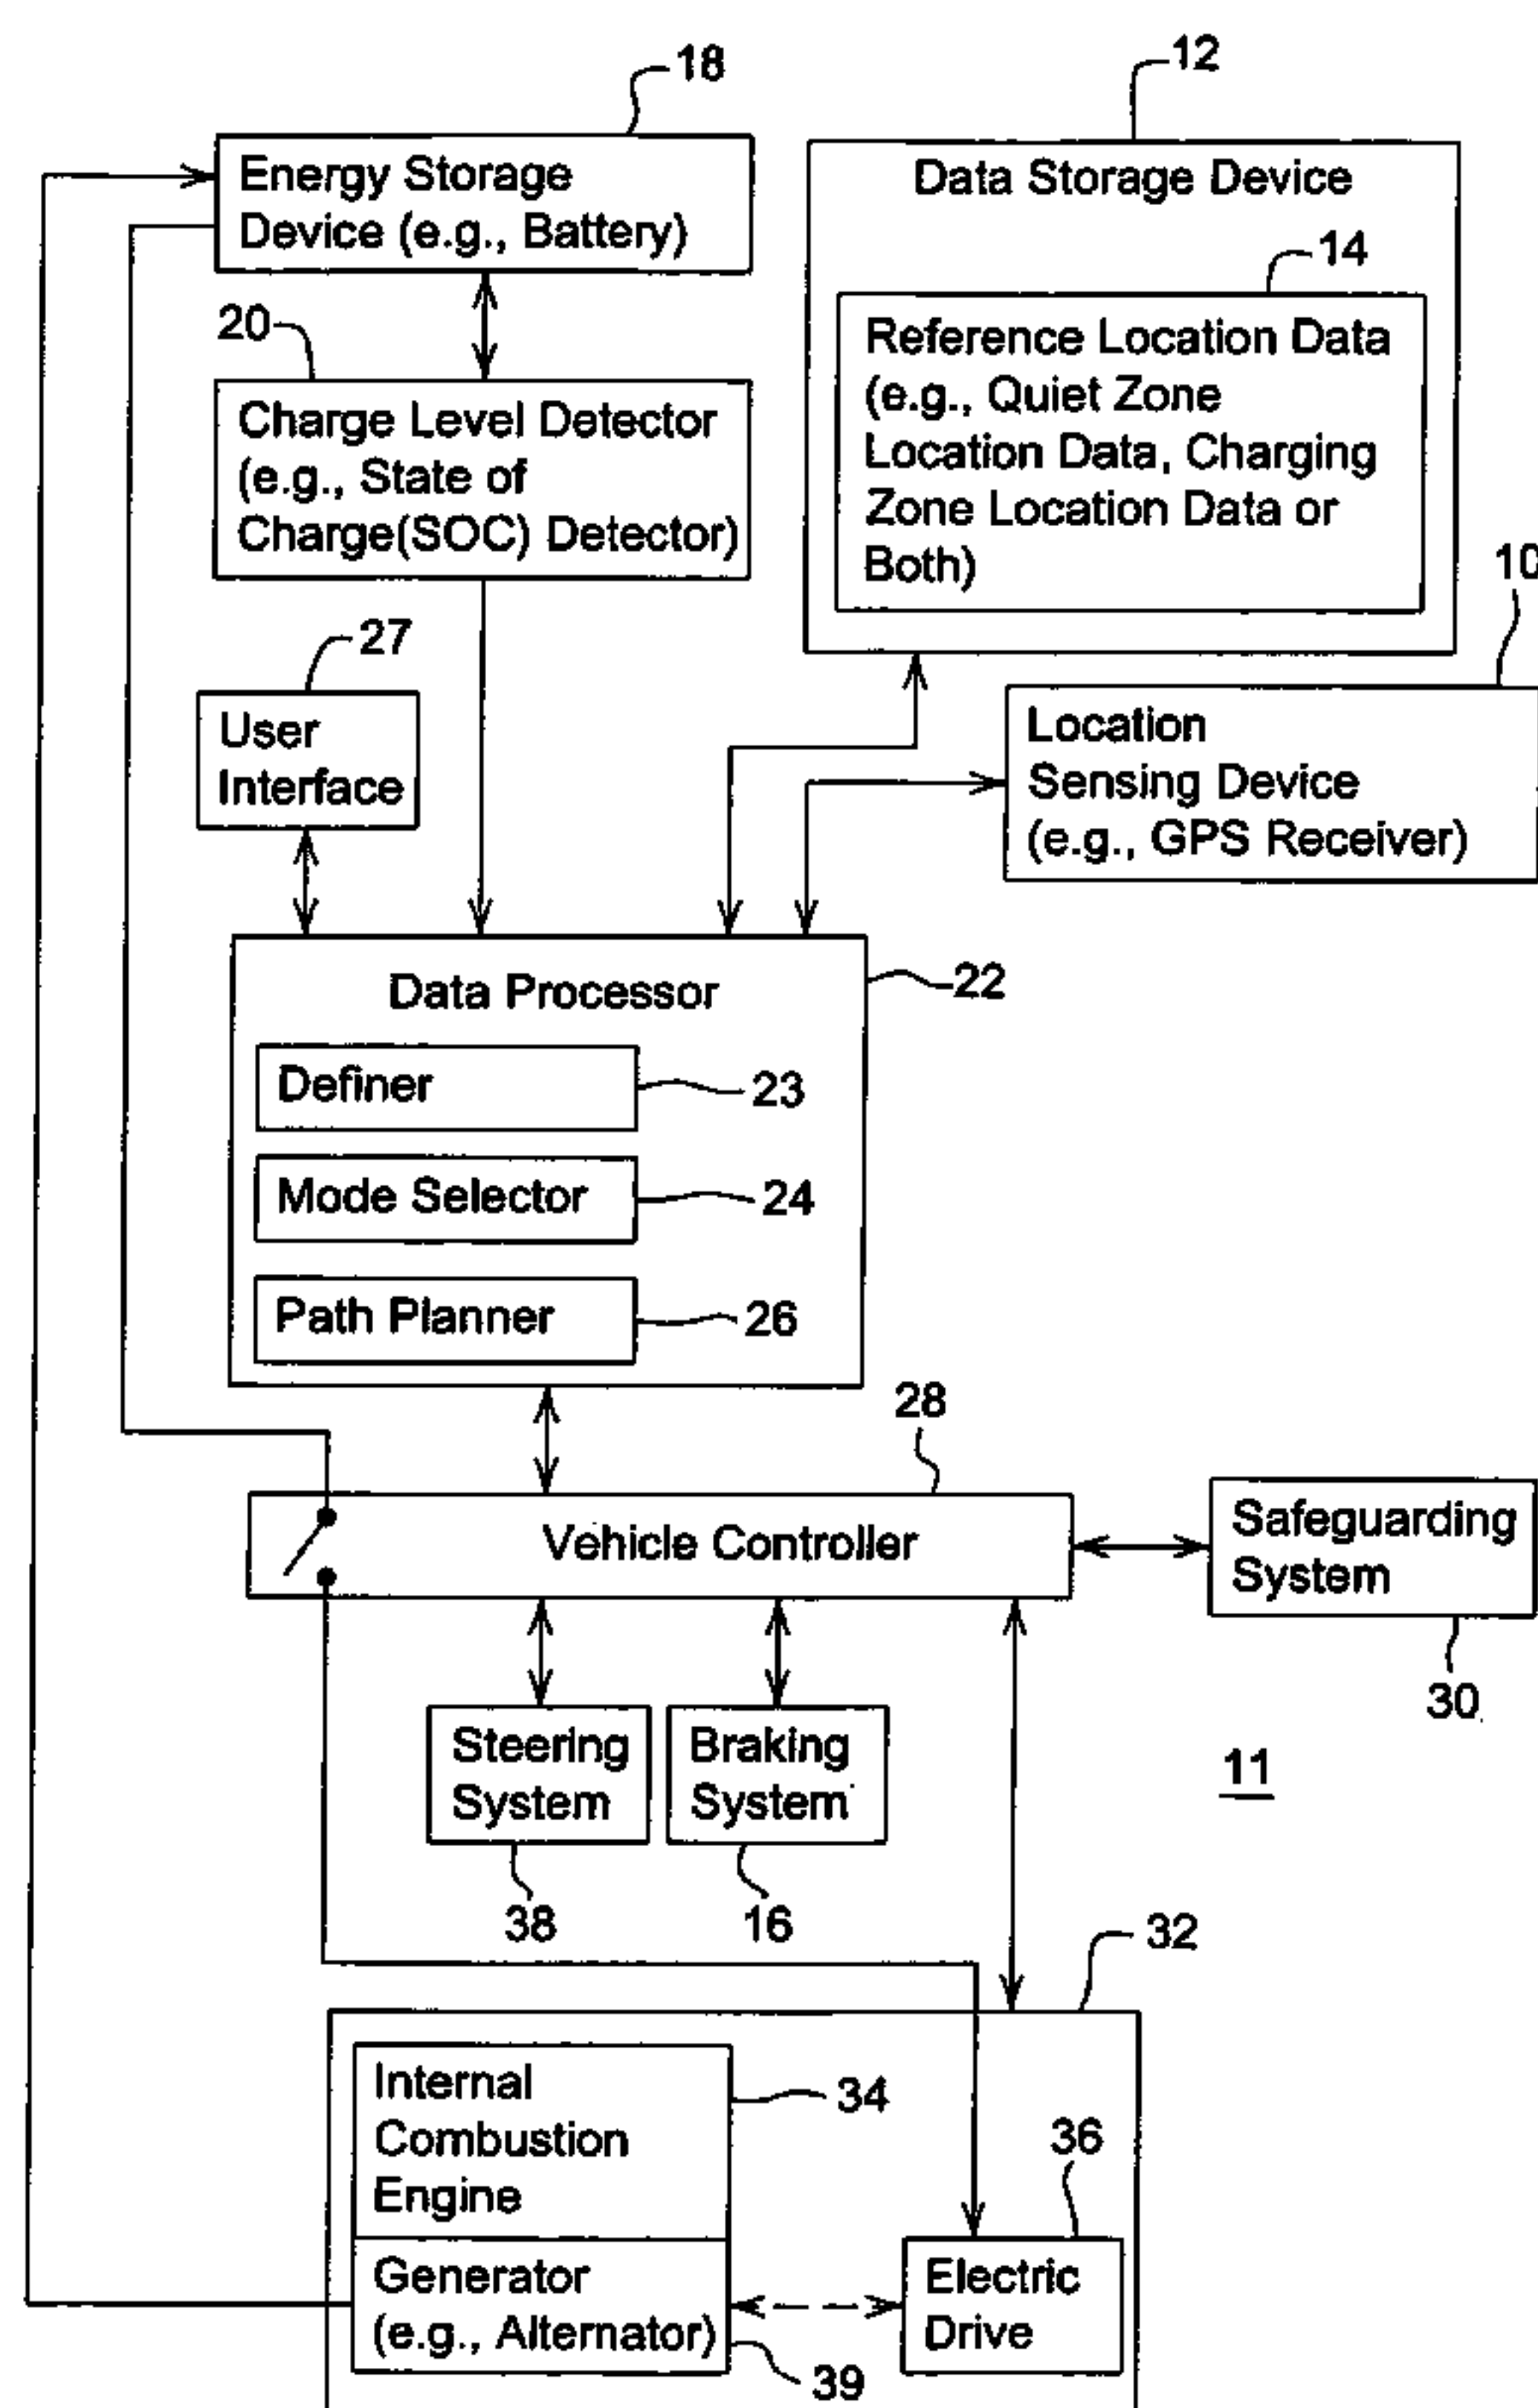 18
12
Energy Storage
Device (e.g., Battery)
Data Storage Device
14
20
Reference Location Data
(e.g., Quiet Zone
Location Data, Charging
Zone Location Data or
Both)
Charge Level Detector
(e.g., State of
Charge(SOC) Detector)
10
27
User
Interface
Location
Sensing Device
(e.g., GPS Receiver)
Data Processor
22
Definer
23
Mode Selector
24
Path Planner
26
28
Vehicle Controller
Safeguarding
System
30
Steering
System
Braking
System
11
38
16
32
Internal
Combustion
Engine
34
36
Generator
(e.g., Alternator)
Electric
Drive
39